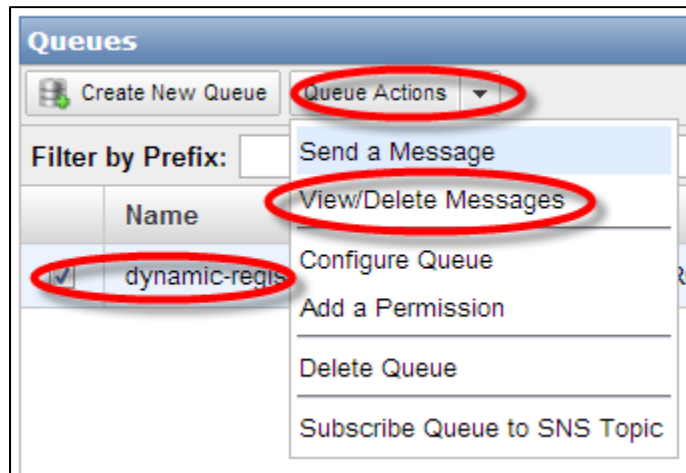 Queues
Create New Queue Queue Actions
Filter by Prefix:
Send a Message
View/Delete Messages
Name
Configure Queue
dynamic-regis
Add a Permission
Delete Queue
Subscribe Queue to SNS Topic